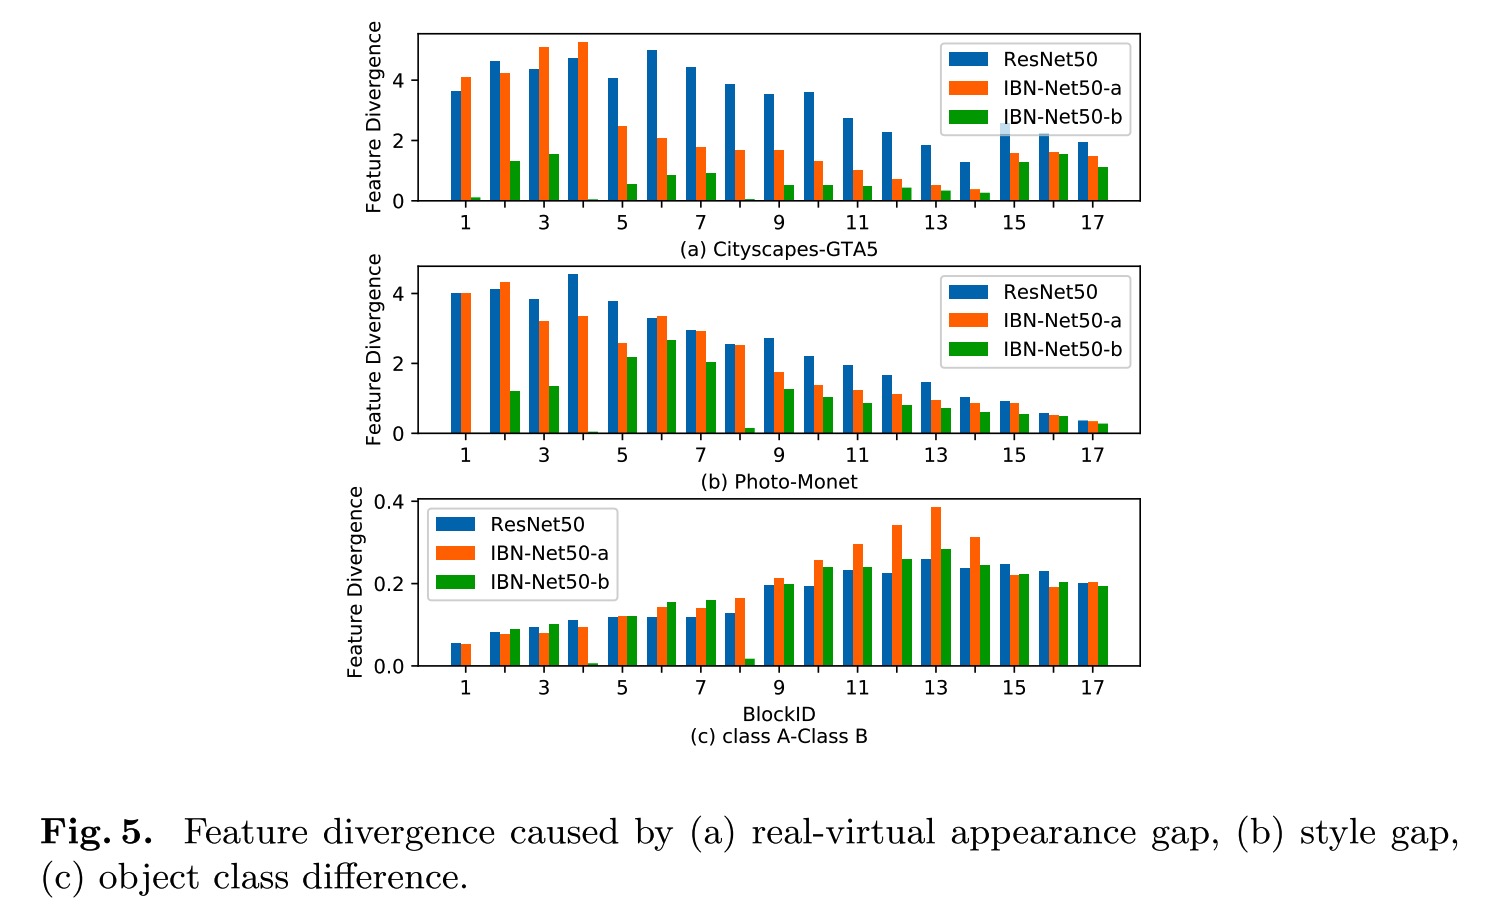 Feature Divergence
4
2
0
ResNet50
IBN-Net50-a
IBN-Net50-b
1 3 5 7 9 11 13 15 17
(a) Cityscapes-GTA5
Feature Divergence
4
2
0
ResNet50
IBN-Net50-a
IBN-Net50-b
1 3 5 7 9 11 13 15 17
(b) Photo-Monet
Feature Divergence
0.4
0.2
0.0
ResNet50
IBN-Net50-a
IBN-Net50-b
1 3 5 7 9 11 13 15 17
BlockID
(c) class A-Class B
Fig. 5. Feature divergence caused by (a) real-virtual appearance gap, (b) style gap,
(c) object class difference.